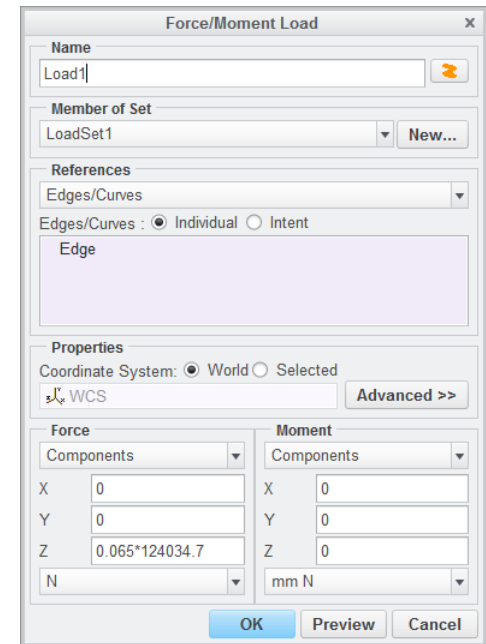 Force/Moment Load x
Name
Load1
Member of Set
LoadSet1 New...
References
Edges/Curves
Edges/Curves : Individual Intent
Edge
Properties
Coordinate System: World Selected
WCS Advanced >>
Force Moment
Components Components
X 0 X 0
Y 0 Y 0
Z 0.065*124034.7 Z 0
N mm N
OK Preview Cancel